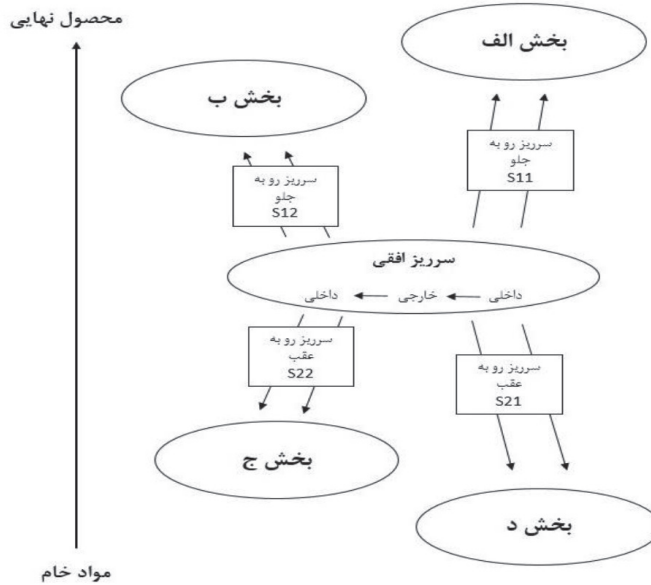 محصول نهایی
بخش الف
بخش ب
سرریز رو به
جلو
S11
سرریز رو به
جلو
S12
سرریز افقی
داخلی
خارجی
داخلی
سرریز رو به
عقب
S22
سرریز رو به
عقب
S21
بخش ج
بخش د
مواد خام